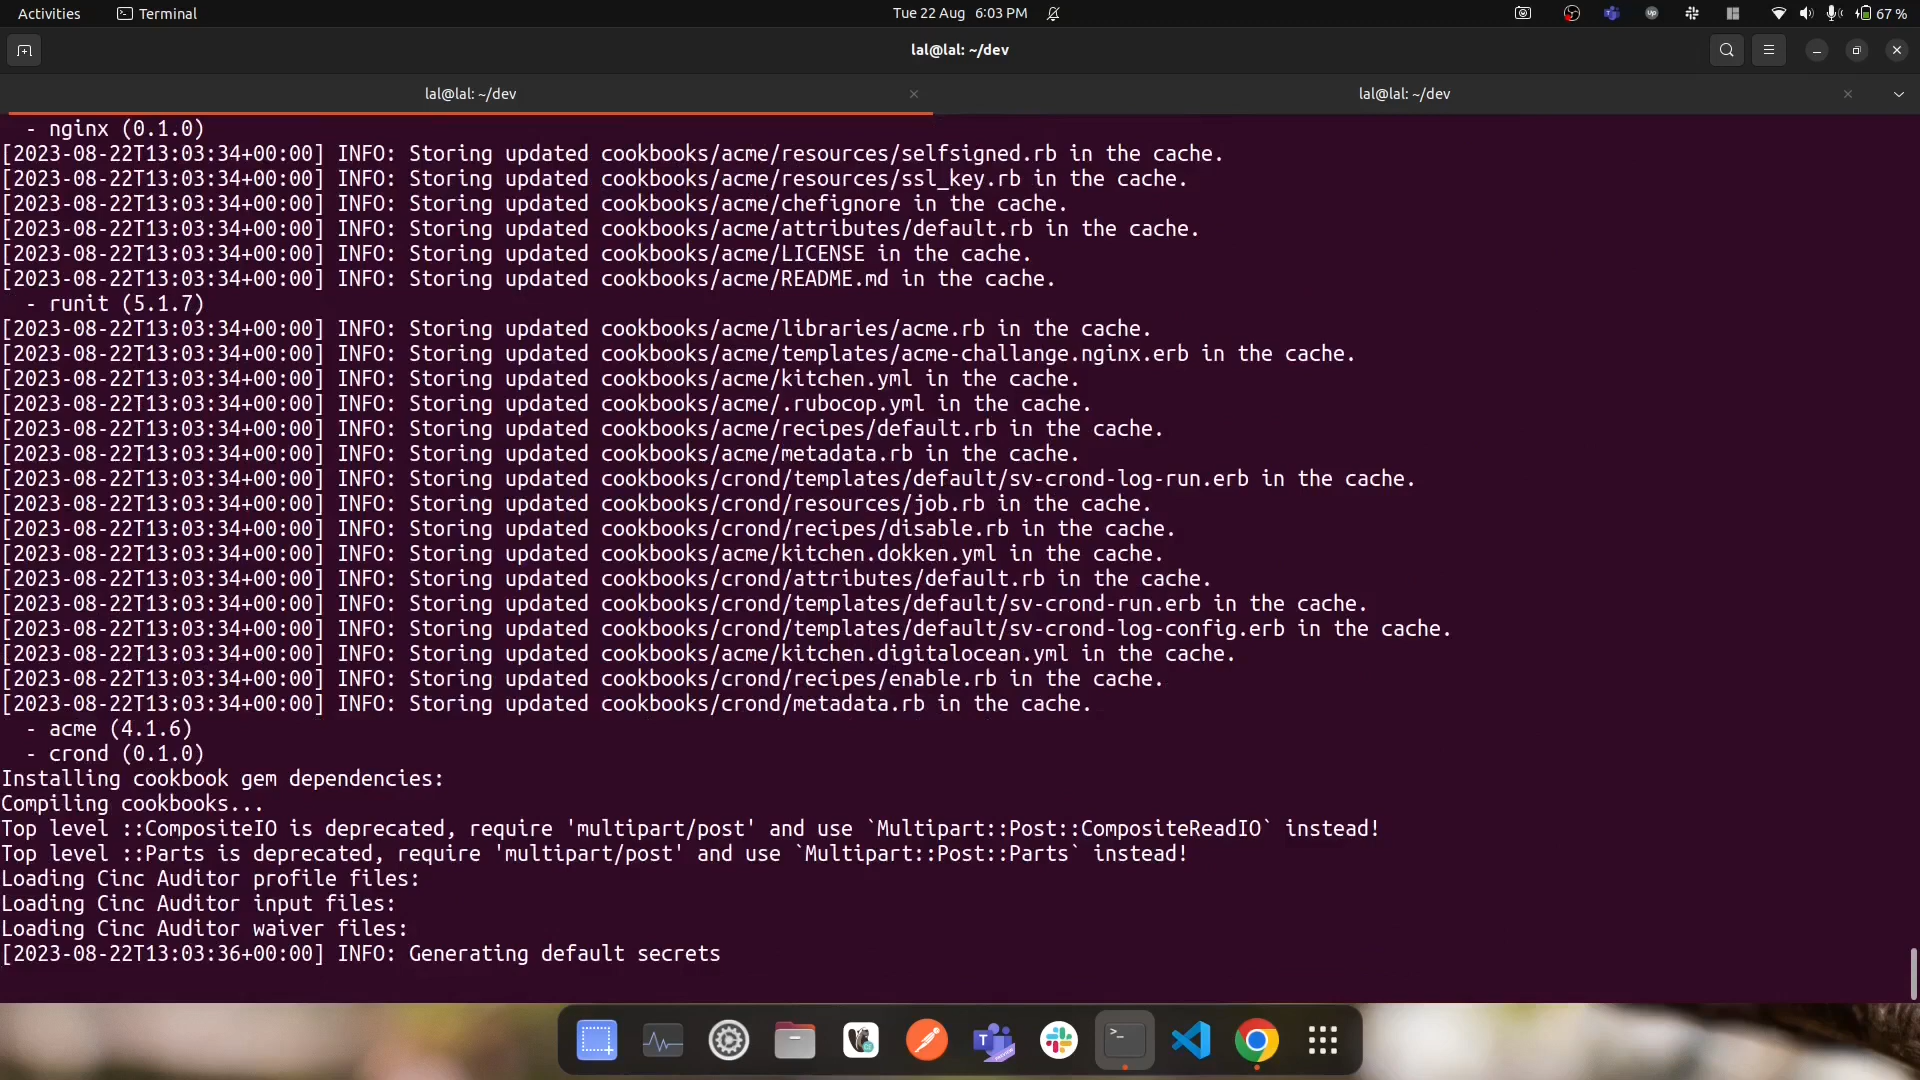 Activities
Terminal
Tue 22 Aug 6:03 PM
67 %
lal@lal: ~/dev
lal@lal: ~/dev
lal@lal: ~/dev
- nginx (0.1.0)
[2023-08-22T13:03:34+00:00] INFO: Storing updated cookbooks/acme/resources/selfsigned.rb in the cache.
[2023-08-22T13:03:34+00:00] INFO: Storing updated cookbooks/acme/resources/ssl_key.rb in the cache.
[2023-08-22T13:03:34+00:00] INFO: Storing updated cookbooks/acme/chefignore in the cache.
[2023-08-22T13:03:34+00:00] INFO: Storing updated cookbooks/acme/attributes/default.rb in the cache.
[2023-08-22T13:03:34+00:00] INFO: Storing updated cookbooks/acme/LICENSE in the cache.
[2023-08-22T13:03:34+00:00] INFO: Storing updated cookbooks/acme/README.md in the cache.
- runit (5.1.7)
[2023-08-22T13:03:34+00:00] INFO: Storing updated cookbooks/acme/libraries/acme.rb in the cache.
[2023-08-22T13:03:34+00:00] INFO: Storing updated cookbooks/acme/templates/acme-challange.nginx.erb in the cache.
[2023-08-22T13:03:34+00:00] INFO: Storing updated cookbooks/acme/kitchen.yml in the cache.
[2023-08-22T13:03:34+00:00] INFO: Storing updated cookbooks/acme/.rubocop.yml in the cache.
[2023-08-22T13:03:34+00:00] INFO: Storing updated cookbooks/acme/recipes/default.rb in the cache.
[2023-08-22T13:03:34+00:00] INFO: Storing updated cookbooks/acme/metadata.rb in the cache.
[2023-08-22T13:03:34+00:00] INFO: Storing updated cookbooks/crond/templates/default/sv-crond-log-run.erb in the cache.
[2023-08-22T13:03:34+00:00] INFO: Storing updated cookbooks/crond/resources/job.rb in the cache.
[2023-08-22T13:03:34+00:00] INFO: Storing updated cookbooks/crond/recipes/disable.rb in the cache.
[2023-08-22T13:03:34+00:00] INFO: Storing updated cookbooks/acme/kitchen.dokken.yml in the cache.
[2023-08-22T13:03:34+00:00] INFO: Storing updated cookbooks/crond/attributes/default.rb in the cache.
[2023-08-22T13:03:34+00:00] INFO: Storing updated cookbooks/crond/templates/default/sv-crond-run.erb in the cache.
[2023-08-22T13:03:34+00:00] INFO: Storing updated cookbooks/crond/templates/default/sv-crond-log-config.erb in the cache.
[2023-08-22T13:03:34+00:00] INFO: Storing updated cookbooks/acme/kitchen.digitalocean.yml in the cache.
[2023-08-22T13:03:34+00:00] INFO: Storing updated cookbooks/crond/recipes/enable.rb in the cache.
[2023-08-22T13:03:34+00:00] INFO: Storing updated cookbooks/crond/metadata.rb in the cache.
- acme (4.1.6)
- crond (0.1.0)
Installing cookbook gem dependencies:
Compiling cookbooks...
Top level ::CompositeIO is deprecated, require 'multipart/post' and use `Multipart::Post::CompositeReadIO` instead!
Top level ::Parts is deprecated, require 'multipart/post' and use `Multipart::Post::Parts` instead!
Loading Cinc Auditor profile files:
Loading Cinc Auditor input files:
Loading Cinc Auditor waiver files:
[2023-08-22T13:03:36+00:00] INFO: Generating default secrets